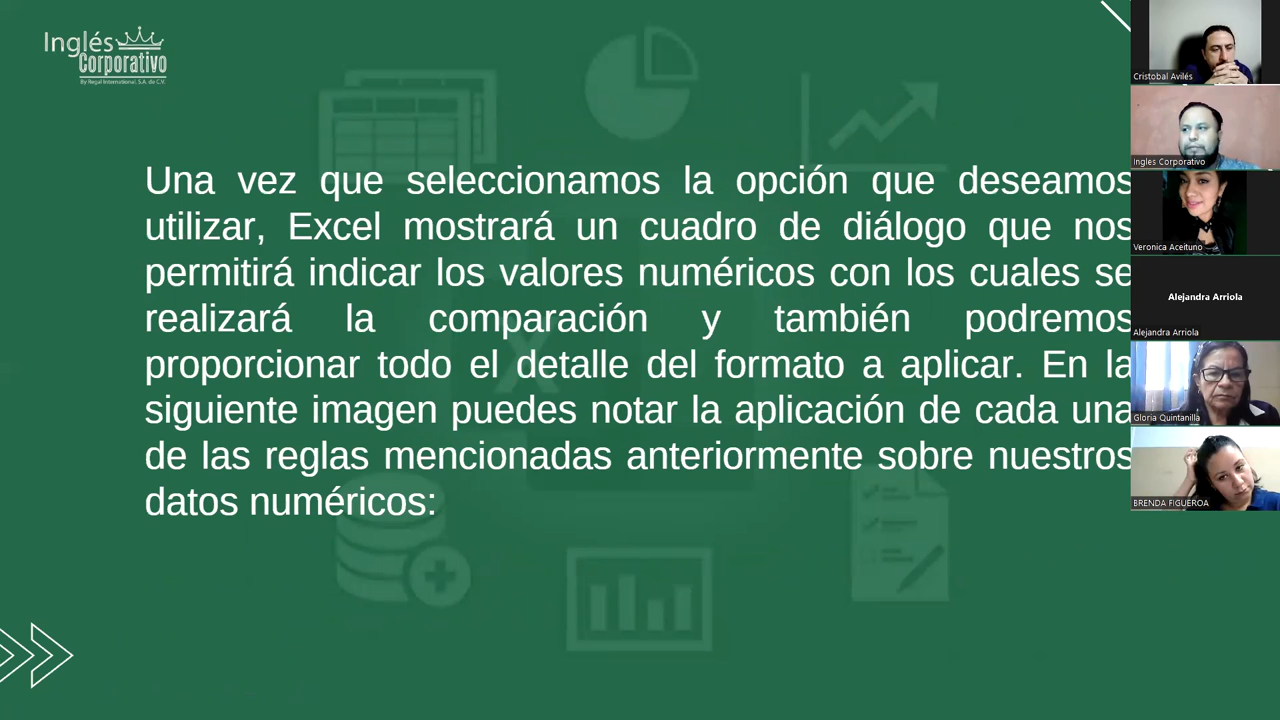 Inglés
Corporativo
By Regal International, S.A. de C.V.
Una vez que seleccionamos la opción que deseamos
utilizar, Excel mostrará un cuadro de diálogo que nos
permitirá indicar los valores numéricos con los cuales se
realizará la comparación y también podremos
proporcionar todo el detalle del formato a aplicar. En la
siguiente imagen puedes notar la aplicación de cada una
de las reglas mencionadas anteriormente sobre nuestros
datos numéricos:
Cristobal Avilés
Ingles Corporativo
Veronica Aceituno
Alejandra Arriola
Alejandra Arriola
Gloria Quintanilla
BRENDA FIGUEROA